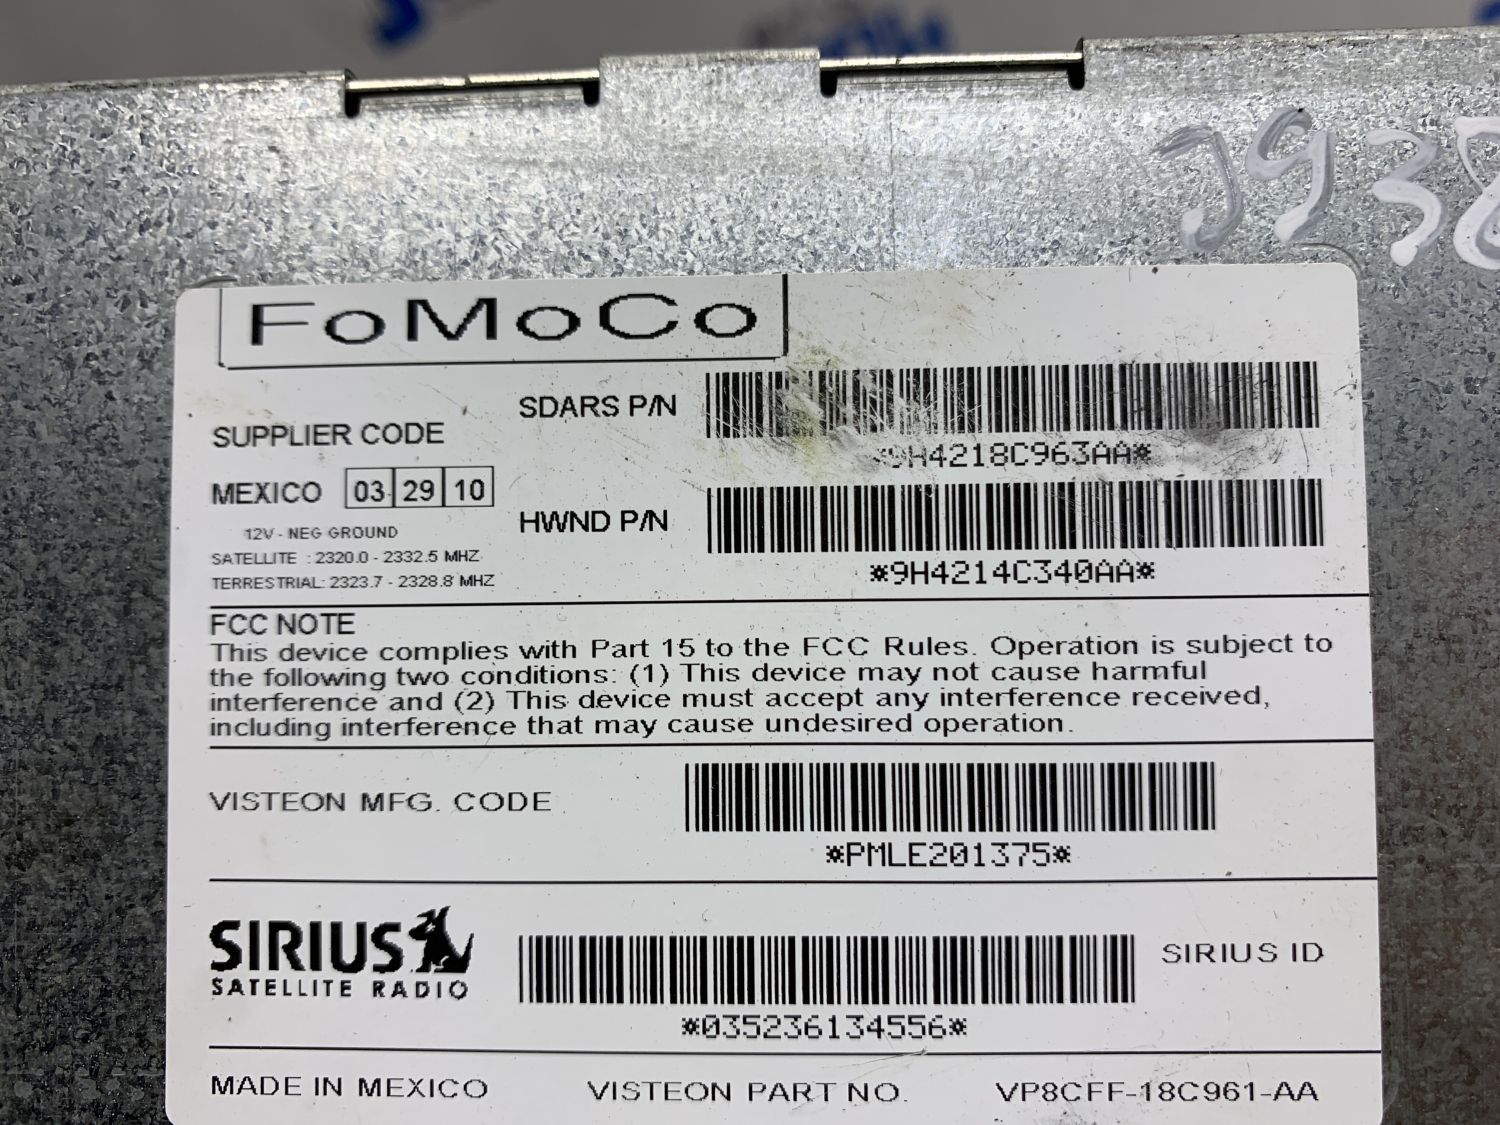 J938
FoMoCo
SDARS P/N
*9H4218C963AA*
SUPPLIER CODE
MEXICO 03 29 10
HWND P/N
*9H4214C340AA*
12V - NEG GROUND
SATELLITE : 2320.0 - 2332.5 MHZ
TERRESTRIAL: 2323.7 - 2328.8 MHZ
FCC NOTE
This device complies with Part 15 to the FCC Rules. Operation is subject to
the following two conditions: (1) This device may not cause harmful
interference and (2) This device must accept any interference received,
including interference that may cause undesired operation.
VISTEON MFG. CODE
*PMLE201375*
SIRIUS
SATELLITE RADIO
SIRIUS ID
*035236134556*
MADE IN MEXICO VISTEON PART NO. VP8CFF-18C961-AA